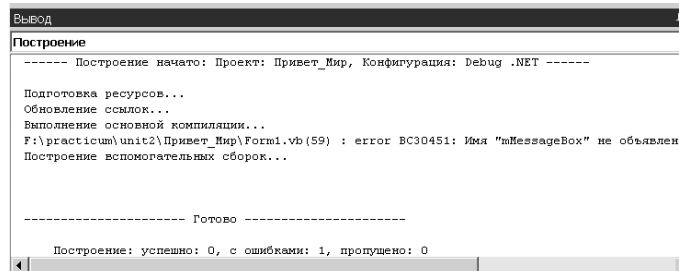 Вывод
Построение
------ Построение начато: Проект: Привет_Мир, Конфигурация: Debug .NET ------
Подготовка ресурсов...
Обновление ссылок...
Выполнение основной компиляции...
F:\practicum\unit2\Привет_Мир\Form1.vb(59) : error BC30451: Имя "mMessageBox" не объявлен
Построение вспомогательных сборок...
---------------------- Готово ----------------------
Построение: успешно: 0, с ошибками: 1, пропущено: 0